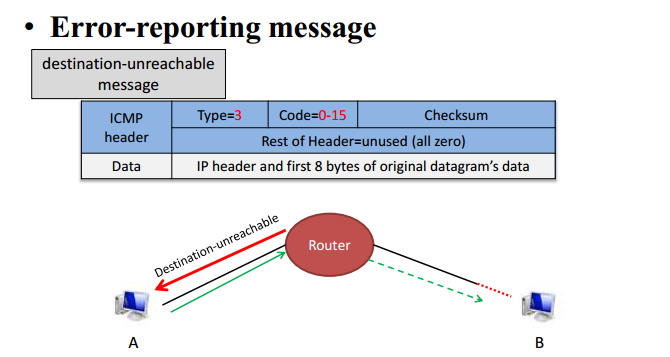 • Error-reporting message
destination-unreachable
message
ICMP
header
Type=3
Code=0-15
Checksum
Rest of Header=unused (all zero)
Data
IP header and first 8 bytes of original datagram's data
Destination-unreachable
Router
A
B